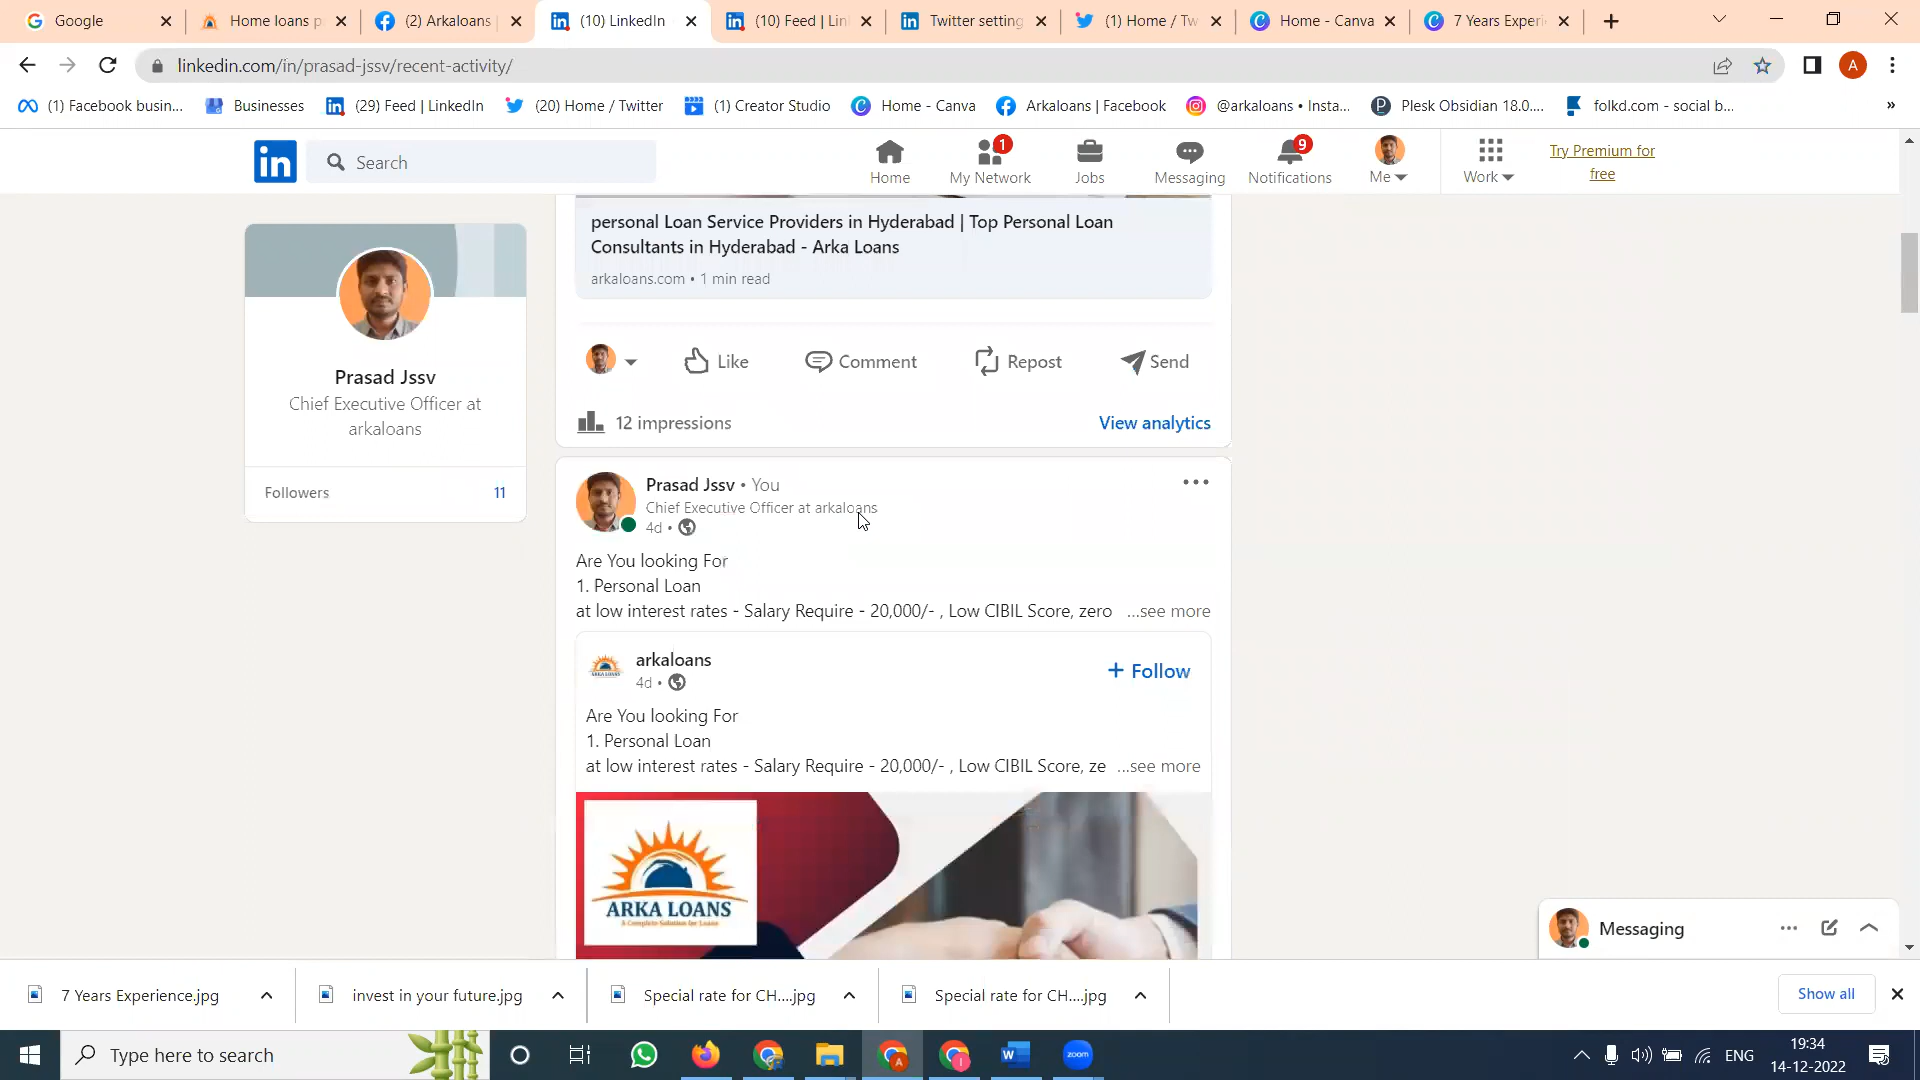 Google
Home loans p
(2) Arkaloans
(10) LinkedIn
(10) Feed | Lin
Twitter setting
(1) Home / Tw
Home - Canva
7 Years Experi
linkedin.com/in/prasad-jssv/recent-activity/
A
(1) Facebook busin...
Businesses
(29) Feed | LinkedIn
(20) Home / Twitter
(1) Creator Studio
Home - Canva
Arkaloans | Facebook
@arkaloans • Insta...
Plesk Obsidian 18.0....
folkd.com - social b...
»
in
Search
Home
1
My Network
Jobs
Messaging
9
Notifications
Me
Work
Try Premium for
free
Prasad Jssv
Chief Executive Officer at
arkaloans
Followers 11
personal Loan Service Providers in Hyderabad | Top Personal Loan
Consultants in Hyderabad - Arka Loans
arkaloans.com • 1 min read
Like
Comment
Repost
Send
12 impressions
View analytics
Prasad Jssv • You
Chief Executive Officer at arkaloans
4d •
Are You looking For
1. Personal Loan
at low interest rates - Salary Require - 20,000/- , Low CIBIL Score, zero ...see more
arkaloans
4d •
+ Follow
Are You looking For
1. Personal Loan
at low interest rates - Salary Require - 20,000/- , Low CIBIL Score, ze ...see more
ARKA LOANS
A Complete Solution for Loans
Messaging
7 Years Experience.jpg
invest in your future.jpg
Special rate for CH....jpg
Special rate for CH....jpg
Show all
Type here to search
zoom
ENG
19:34
14-12-2022